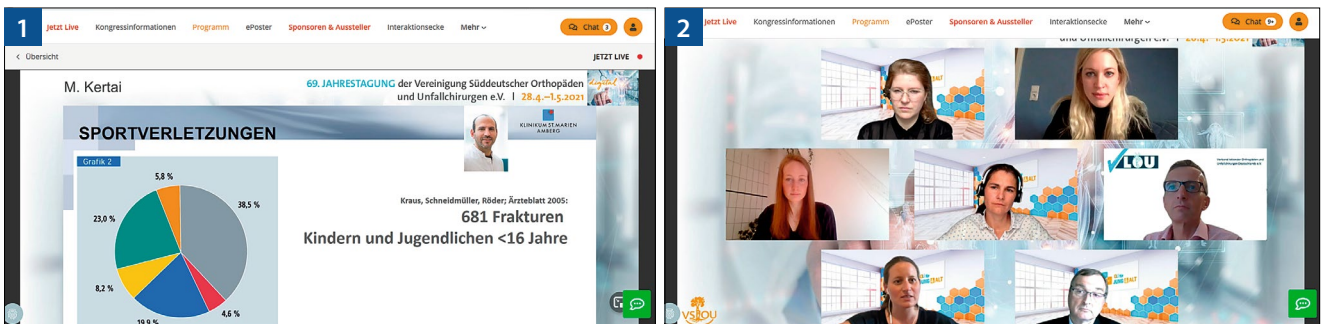 1
Jetzt Live Kongressinformationen Programm ePoster Sponsoren & Aussteller Interaktionsecke Mehr Chat 3
Übersicht JETZT LIVE
M. Kertai
69. JAHRESTAGUNG der Vereinigung Süddeutscher Orthopäden
und Unfallchirurgen e.V. I 28.4.–1.5.2021
digital
SPORTVERLETZUNGEN
KLINIKUM ST. MARIEN
AMBERG
Grafik 2
5,8 %
38,5 %
23,0 %
8,2 %
4,6 %
19,9 %
Kraus, Schneidmüller, Röder; Ärzteblatt 2005:
681 Frakturen
Kindern und Jugendlichen <16 Jahre
2
Jetzt Live Kongressinformationen Programm ePoster Sponsoren & Aussteller Interaktionsecke Mehr Chat 9+
und Unfallchirurgen e.V. I 28.4.–1.5.2021
VLOU
VSOU